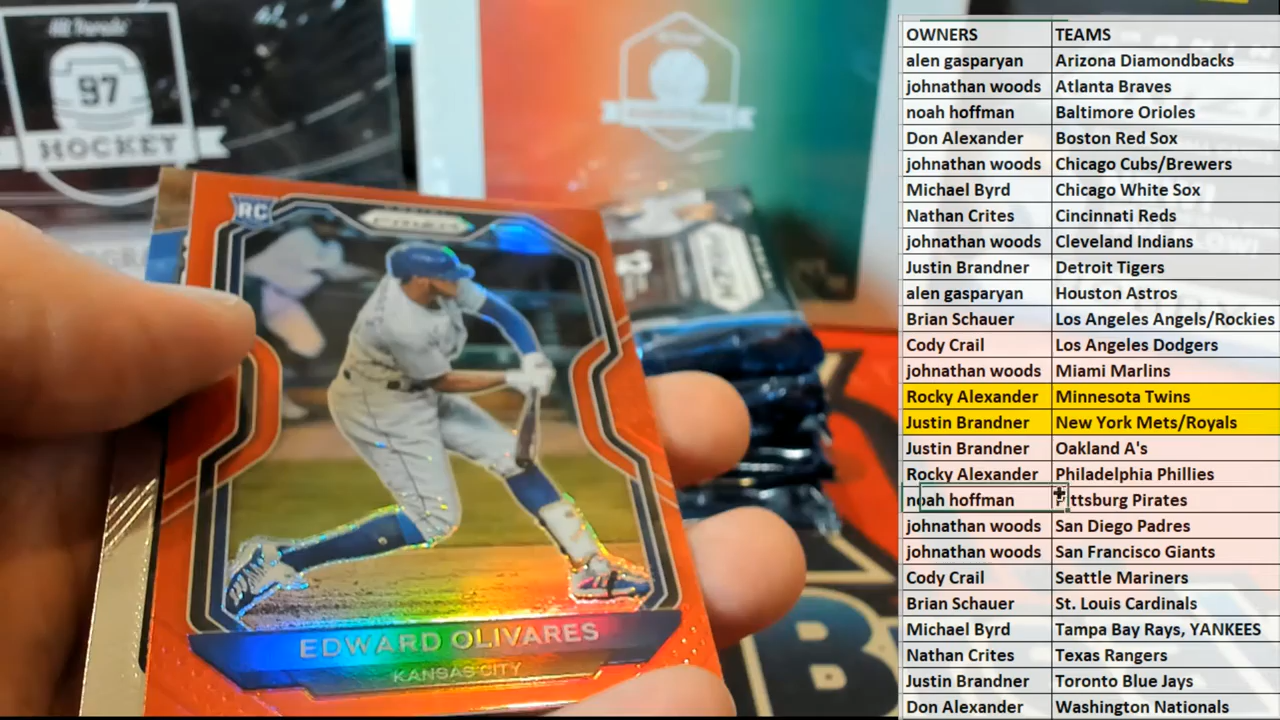 97
HOCKEY
RC
PRIZM
EDWARD OLIVARES
KANSAS CITY
OWNERS TEAMS
alen gasparyan Arizona Diamondbacks
johnathan woods Atlanta Braves
noah hoffman Baltimore Orioles
Don Alexander Boston Red Sox
johnathan woods Chicago Cubs/Brewers
Michael Byrd Chicago White Sox
Nathan Crites Cincinnati Reds
johnathan woods Cleveland Indians
Justin Brandner Detroit Tigers
alen gasparyan Houston Astros
Brian Schauer Los Angeles Angels/Rockies
Cody Crail Los Angeles Dodgers
johnathan woods Miami Marlins
Rocky Alexander Minnesota Twins
Justin Brandner New York Mets/Royals
Justin Brandner Oakland A's
Rocky Alexander Philadelphia Phillies
noah hoffman Pittsburg Pirates
johnathan woods San Diego Padres
johnathan woods San Francisco Giants
Cody Crail Seattle Mariners
Brian Schauer St. Louis Cardinals
Michael Byrd Tampa Bay Rays, YANKEES
Nathan Crites Texas Rangers
Justin Brandner Toronto Blue Jays
Don Alexander Washington Nationals